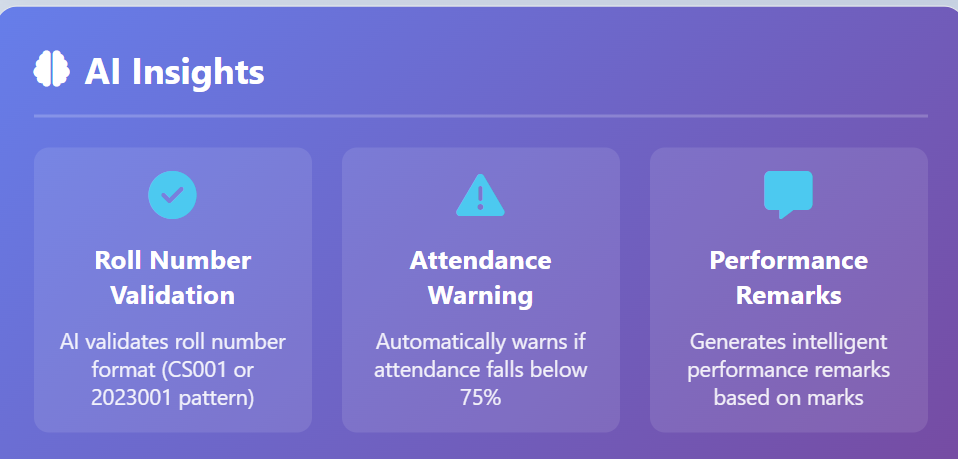 AI Insights
Roll Number
Validation
AI validates roll number
format (CS001 or
2023001 pattern)
Attendance
Warning
Automatically warns if
attendance falls below
75%
Performance
Remarks
Generates intelligent
performance remarks
based on marks